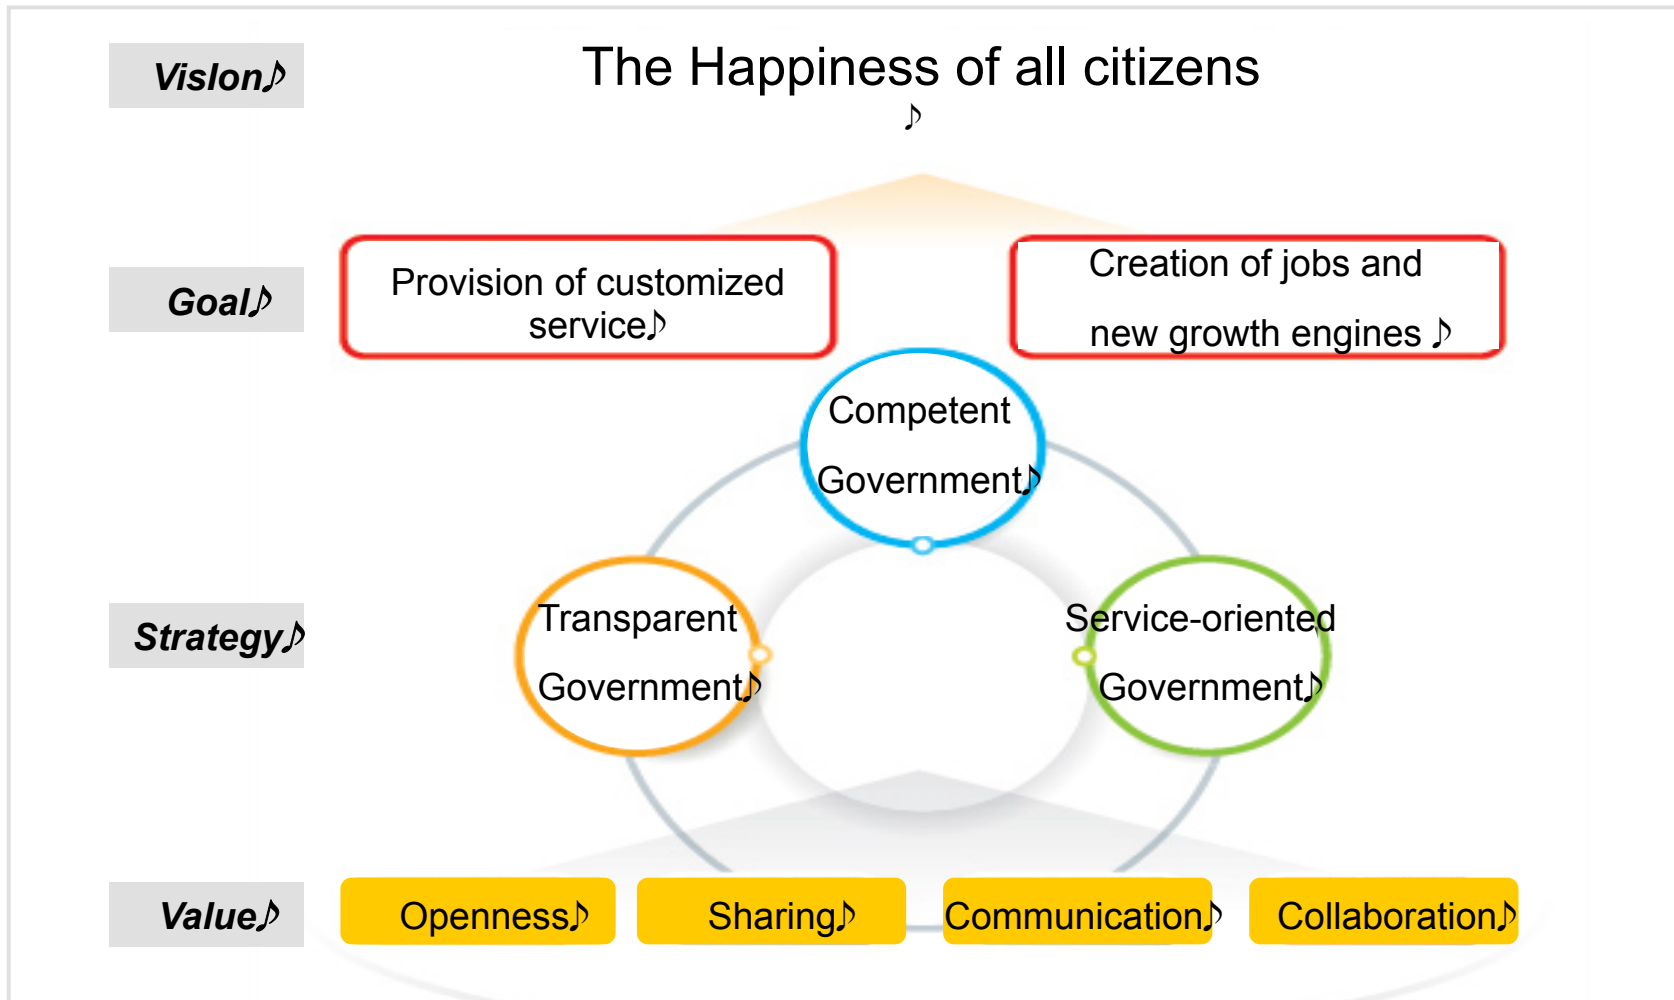 VisIon♪
The Happiness of all citizens
♪
Goal♪
Provision of customized
service♪
Creation of jobs and
new growth engines ♪
Competent
Government♪
Strategy♪
Transparent
Government♪
Service-oriented
Government♪
Value♪
Openness♪
Sharing♪
Communication♪
Collaboration♪